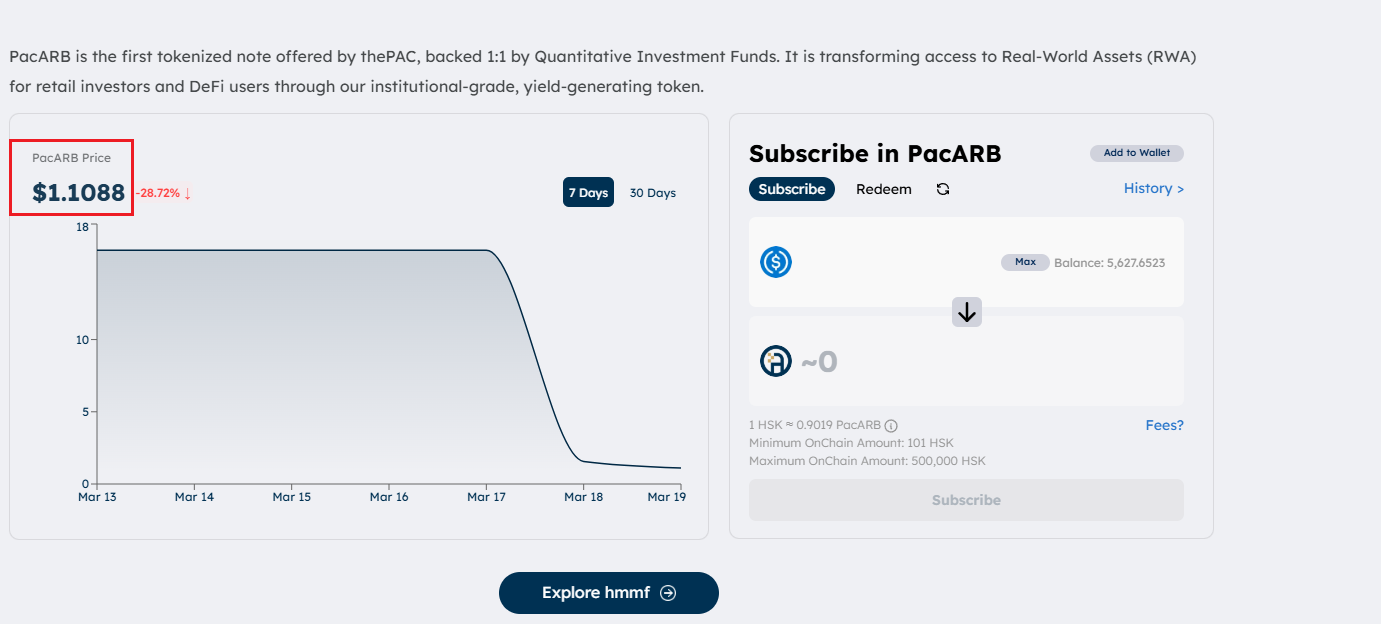 PacARB is the first tokenized note offered by thePAC, backed 1:1 by Quantitative Investment Funds. It is transforming access to Real-World Assets (RWA)
for retail investors and DeFi users through our institutional-grade, yield-generating token.
PacARB Price
$1.1088 -28.72% ↓
7 Days 30 Days
18
10
5
0
Mar 13 Mar 14 Mar 15 Mar 16 Mar 17 Mar 18 Mar 19
Subscribe in PacARB
Add to Wallet
Subscribe Redeem
History >
Max Balance: 5,627.6523
~0
1 HSK ≈ 0.9019 PacARB
Fees?
Minimum OnChain Amount: 101 HSK
Maximum OnChain Amount: 500,000 HSK
Subscribe
Explore hmmf